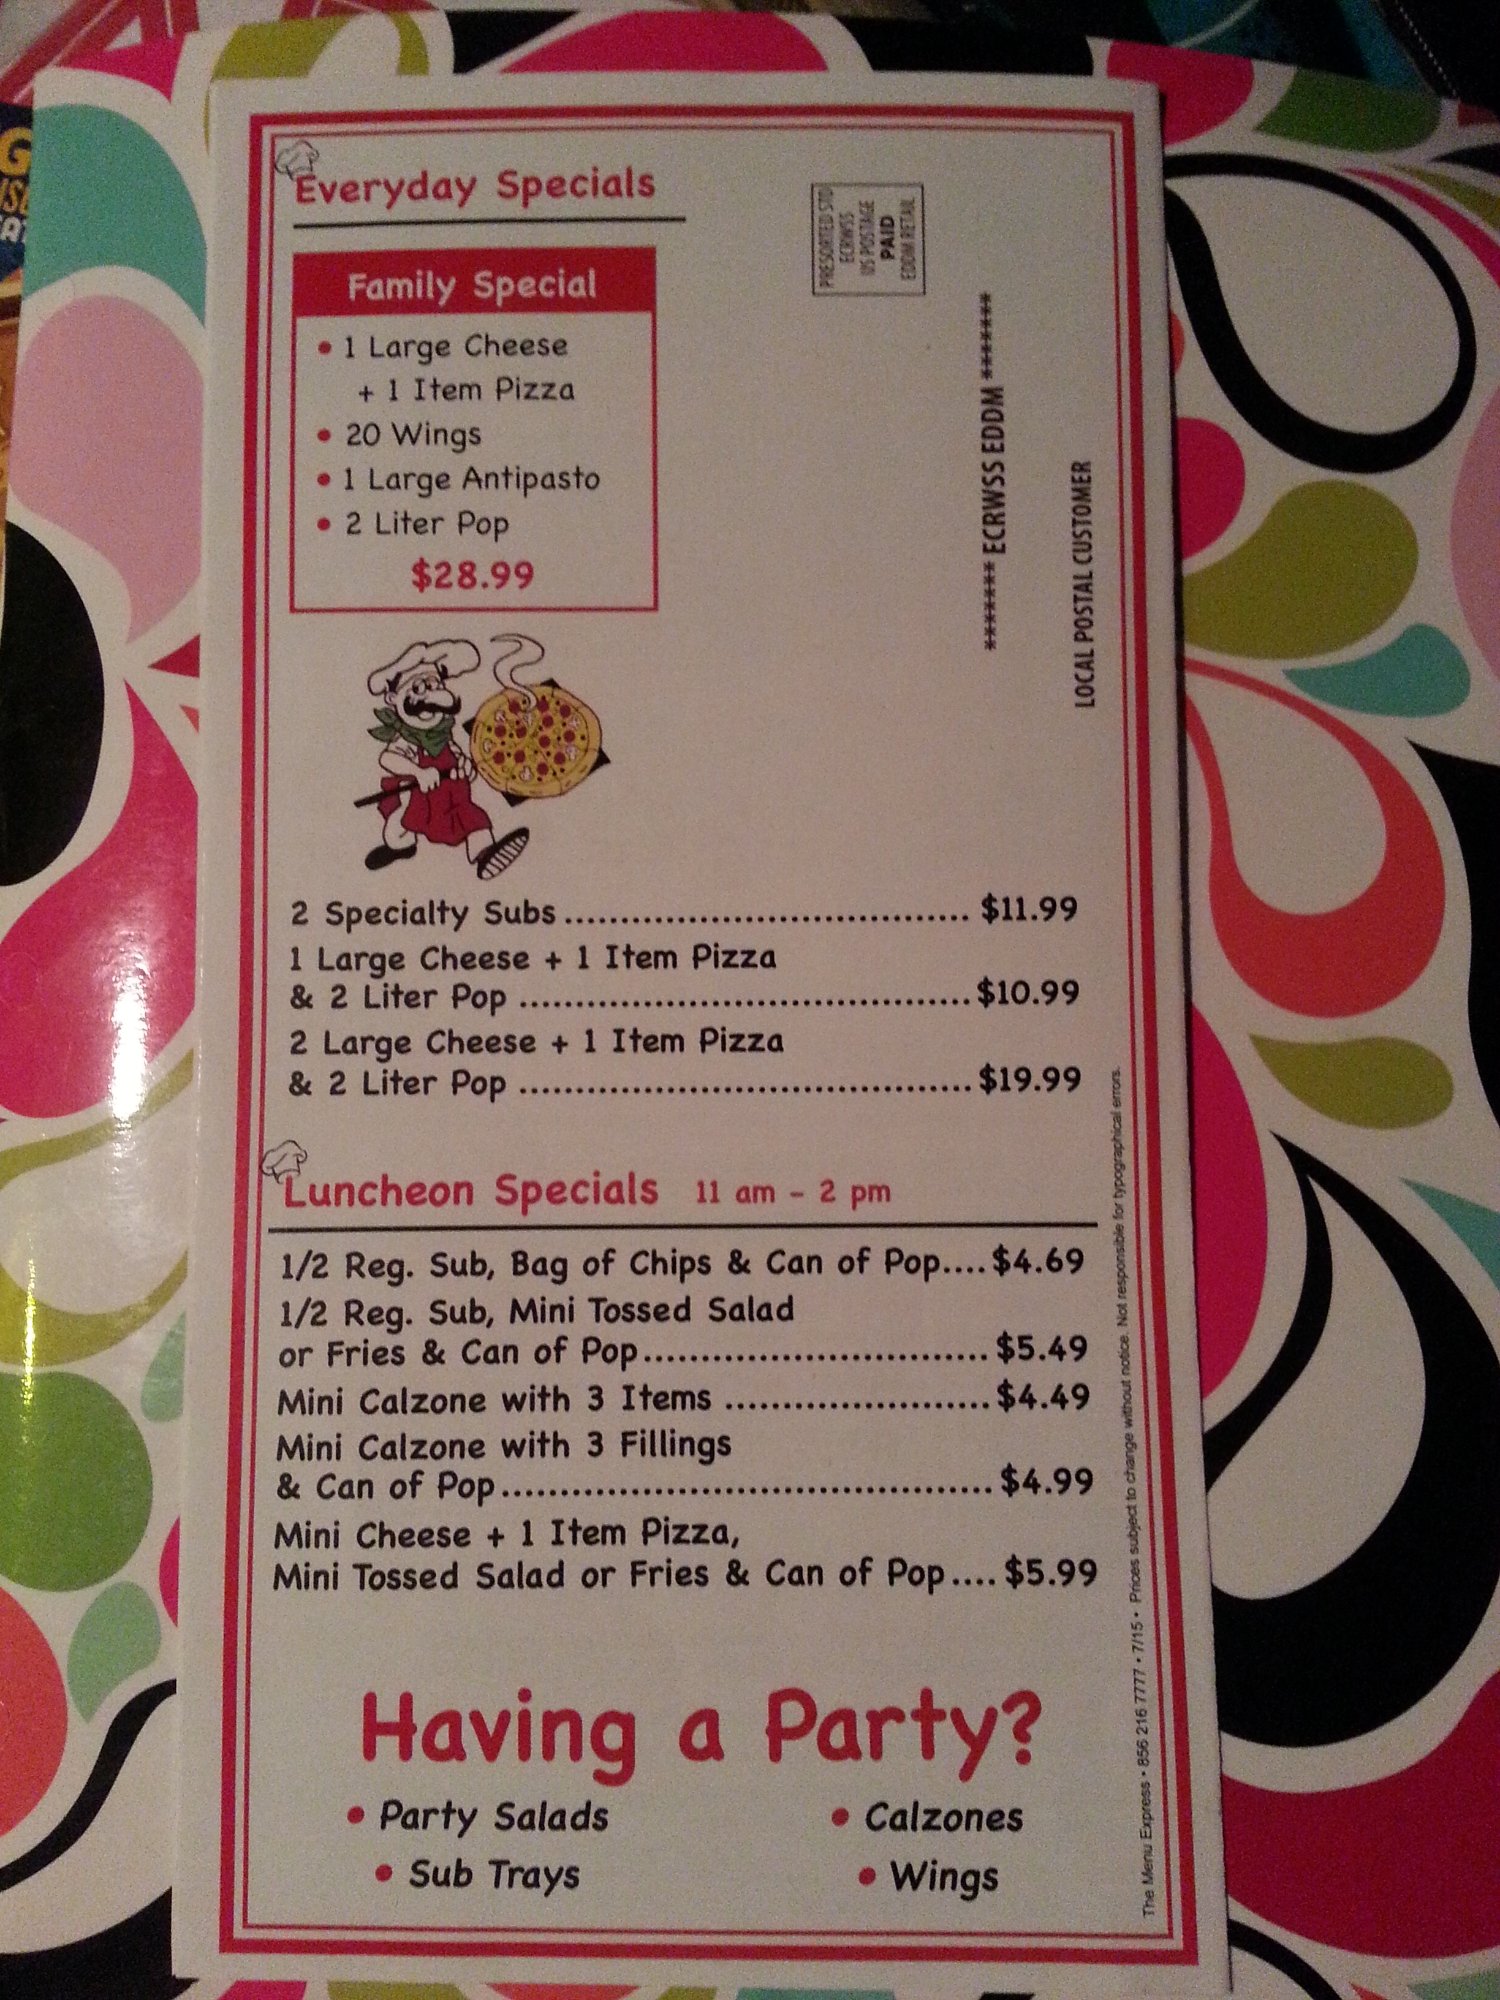 Everyday Specials
Family Special
• 1 Large Cheese
+ 1 Item Pizza
• 20 Wings
• 1 Large Antipasto
• 2 Liter Pop
$28.99
PRESORTED STD
ECRWSS
US POSTAGE
PAID
EDDM RETAIL
******* ECRWSS EDDM *******
LOCAL POSTAL CUSTOMER
2 Specialty Subs .................................... $11.99
1 Large Cheese + 1 Item Pizza
& 2 Liter Pop ........................................ $10.99
2 Large Cheese + 1 Item Pizza
& 2 Liter Pop ........................................ $19.99
Luncheon Specials 11 am - 2 pm
1/2 Reg. Sub, Bag of Chips & Can of Pop.... $4.69
1/2 Reg. Sub, Mini Tossed Salad
or Fries & Can of Pop.............................. $5.49
Mini Calzone with 3 Items ....................... $4.49
Mini Calzone with 3 Fillings
& Can of Pop.......................................... $4.99
Mini Cheese + 1 Item Pizza,
Mini Tossed Salad or Fries & Can of Pop.... $5.99
Having a Party?
• Party Salads
• Calzones
• Sub Trays
• Wings
The Menu Express • 856 216 7777 • 7/15 • Prices subject to change without notice. Not responsible for typographical errors.